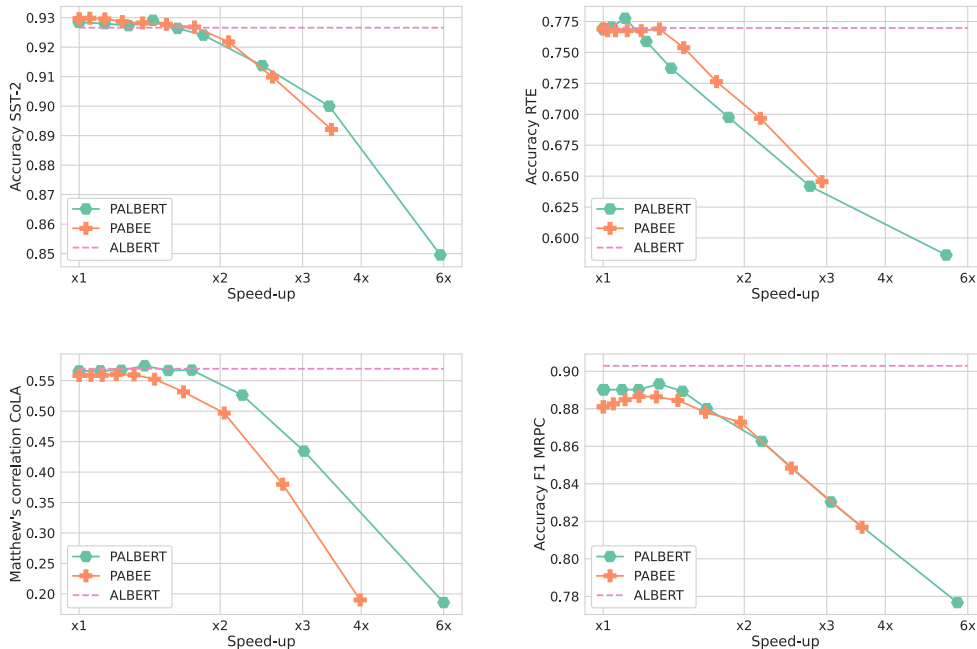 Accuracy SST-2
0.93
0.92
0.91
0.90
0.89
0.88
0.87
0.86
0.85
PALBERT
PABEE
ALBERT
x1
x2
x3
4x
6x
Speed-up
Accuracy RTE
0.775
0.750
0.725
0.700
0.675
0.650
0.625
0.600
PALBERT
PABEE
ALBERT
x1
x2
x3
4x
6x
Speed-up
Matthew's correlation CoLA
0.55
0.50
0.45
0.40
0.35
0.30
0.25
0.20
PALBERT
PABEE
ALBERT
x1
x2
x3
4x
6x
Speed-up
Accuracy F1 MRPC
0.90
0.88
0.86
0.84
0.82
0.80
0.78
PALBERT
PABEE
ALBERT
x1
x2
x3
4x
6x
Speed-up